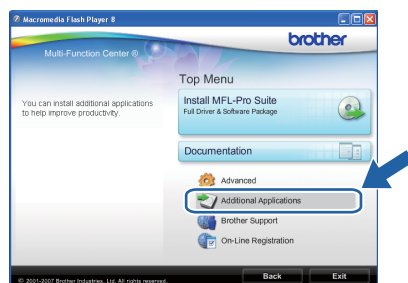 Macromedia Flash Player 8
brother
Multi-Function Center ®
Top Menu
You can install additional applications
to help improve productivity.
Install MFL-Pro Suite
Full Driver & Software Package
Documentation
Advanced
Additional Applications
Brother Support
On-Line Registration
© 2001-2007 Brother Industries, Ltd. All rights reserved.
Back
Exit